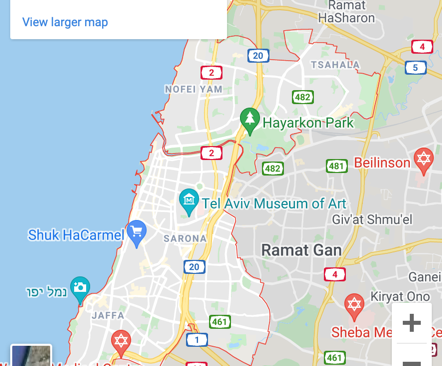 Ramat
HaSharon
View larger map
4
20
5
2
TSAHALA
NOFEI YAM
482
Hayarkon Park
2
482
481
Beilinson
Tel Aviv Museum of Art
Giv'at Shmu'el
Shuk HaCarmel
SARONA
Ramat Gan
20
4
Ganei
נמל יפו
Kiryat Ono
JAFFA
461
Sheba Me
Ce
1
461
+
−